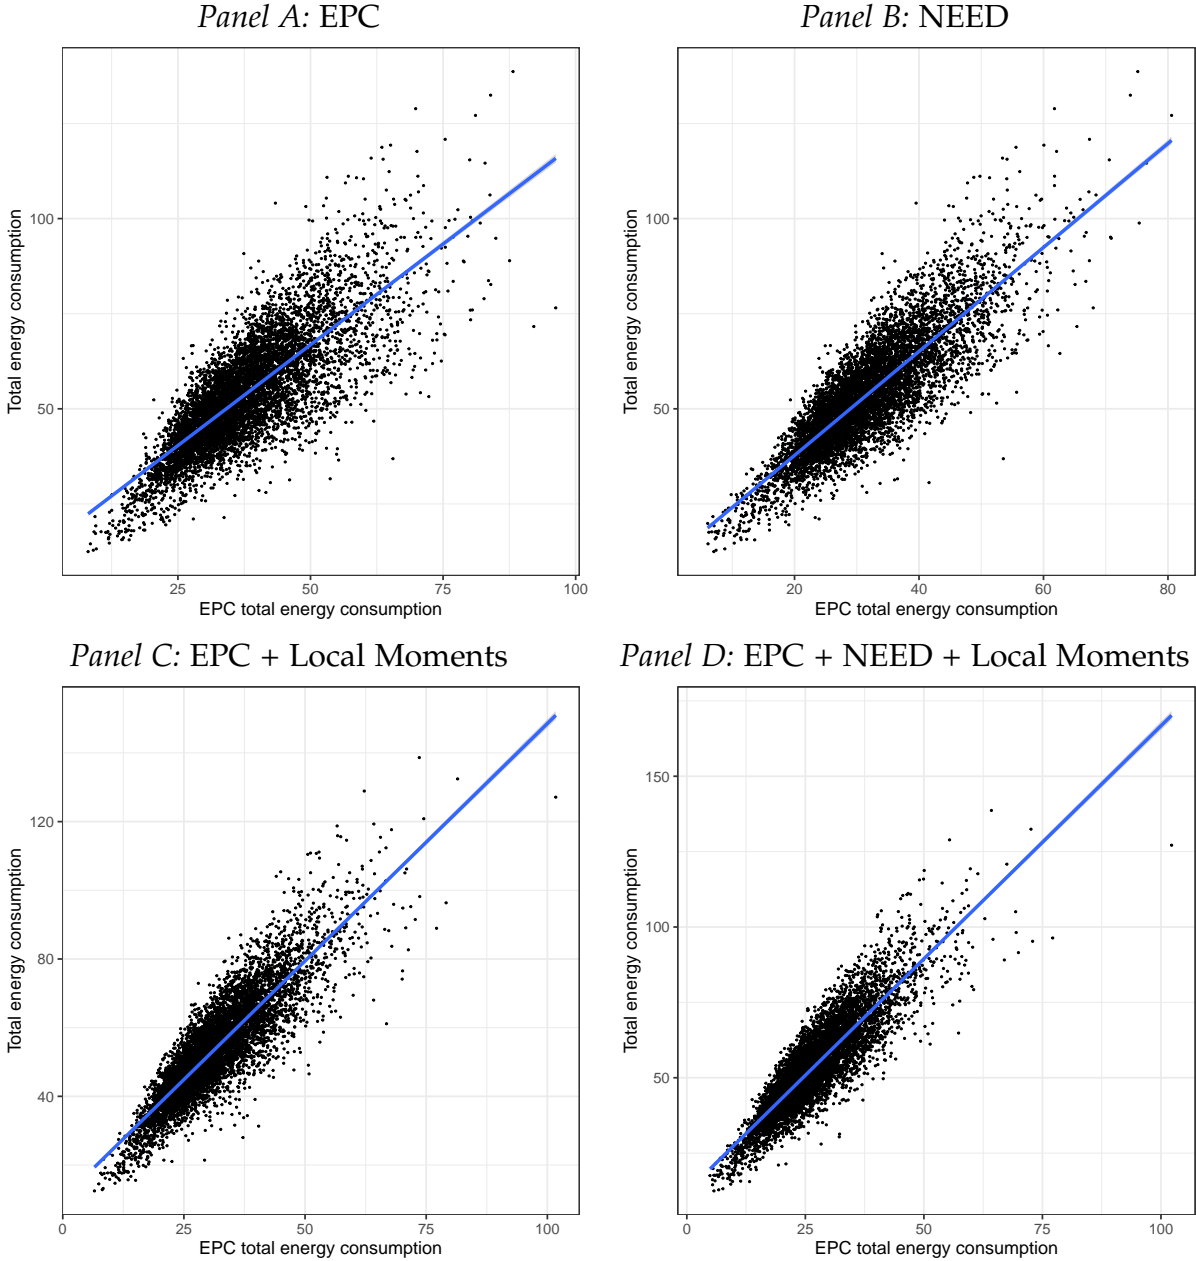 Panel A: EPC
Total energy consumption
100
50
25
50
75
100
EPC total energy consumption
Panel B: NEED
Total energy consumption
100
50
20
40
60
80
EPC total energy consumption
Panel C: EPC + Local Moments
Total energy consumption
120
80
40
0
25
50
75
100
EPC total energy consumption
Panel D: EPC + NEED + Local Moments
Total energy consumption
150
100
50
0
25
50
75
100
EPC total energy consumption